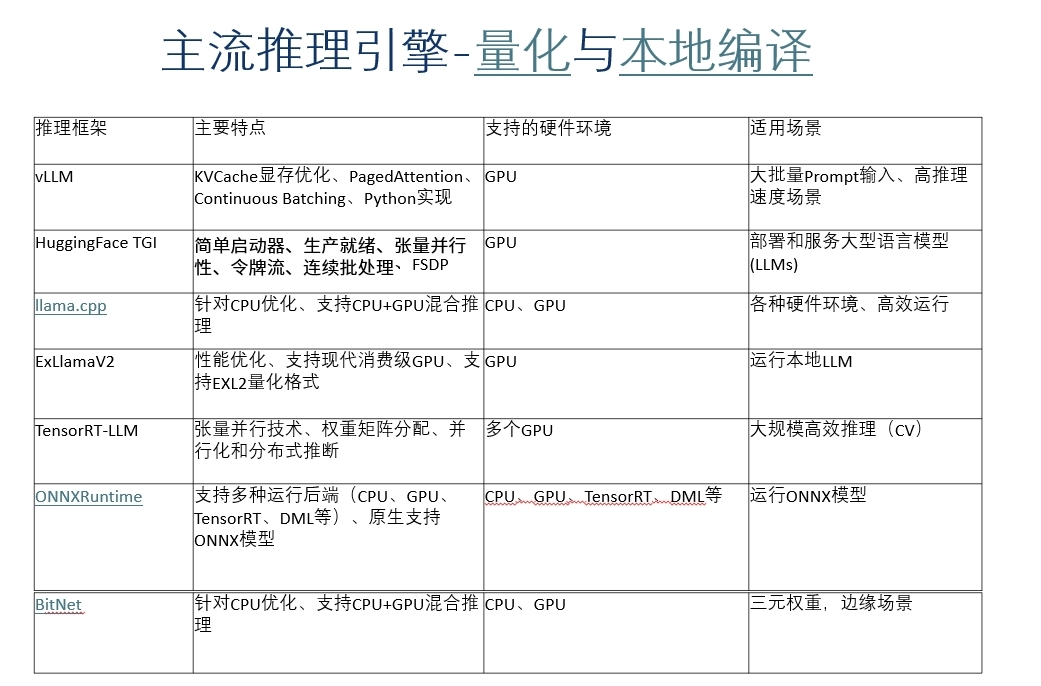 主流推理引擎-量化与本地编译
推理框架
主要特点
支持的硬件环境
适用场景
vLLM
KVCache显存优化、PagedAttention、
Continuous Batching、Python实现
GPU
大批量Prompt输入、高推理
速度场景
HuggingFace TGI
简单启动器、生产就绪、张量并行
性、令牌流、连续批处理、FSDP
GPU
部署和服务大型语言模型
(LLMs)
llama.cpp
针对CPU优化、支持CPU+GPU混合推
理
CPU、GPU
各种硬件环境、高效运行
ExLlamaV2
性能优化、支持现代消费级GPU、支
持EXL2量化格式
GPU
运行本地LLM
TensorRT-LLM
张量并行技术、权重矩阵分配、并
行化和分布式推断
多个GPU
大规模高效推理（CV）
ONNXRuntime
支持多种运行后端（CPU、GPU、
TensorRT、DML等）、原生支持
ONNX模型
CPU、GPU、TensorRT、DML等
运行ONNX模型
BitNet
针对CPU优化、支持CPU+GPU混合推
理
CPU、GPU
三元权重，边缘场景